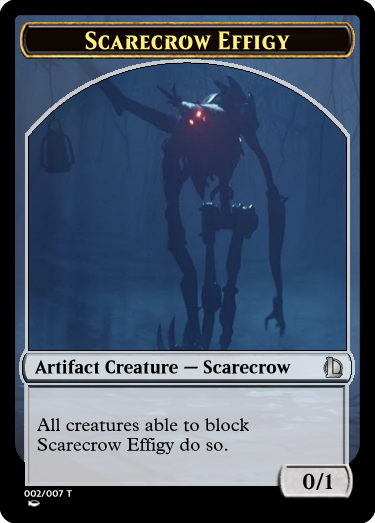 SCARECROW EFFIGY
Artifact Creature — Scarecrow
All creatures able to block
Scarecrow Effigy do so.
0/1
002/007 T